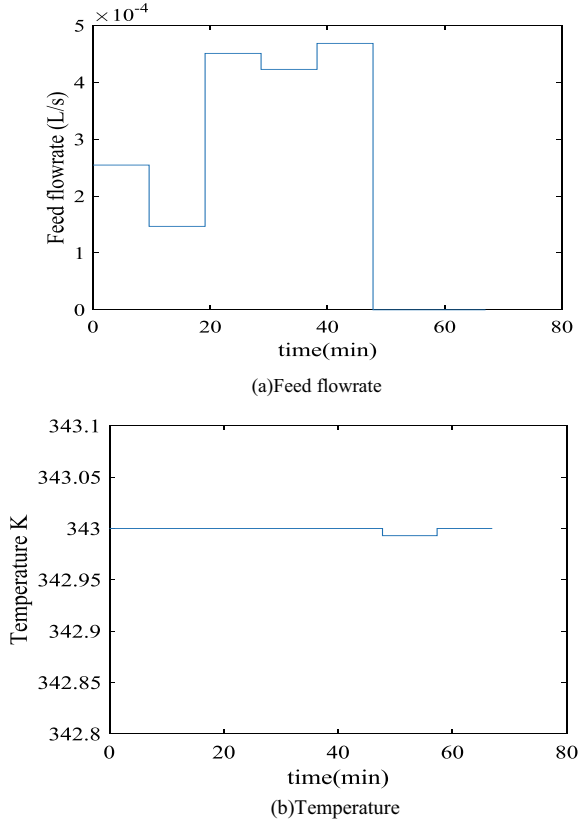 ×10⁻⁴
5
4
3
2
1
0
Feed flowrate (L/s)
0 20 40 60 80
time(min)
(a)Feed flowrate
343.1
343.05
343
342.95
342.9
342.85
342.8
Temperature K
0 20 40 60 80
time(min)
(b)Temperature